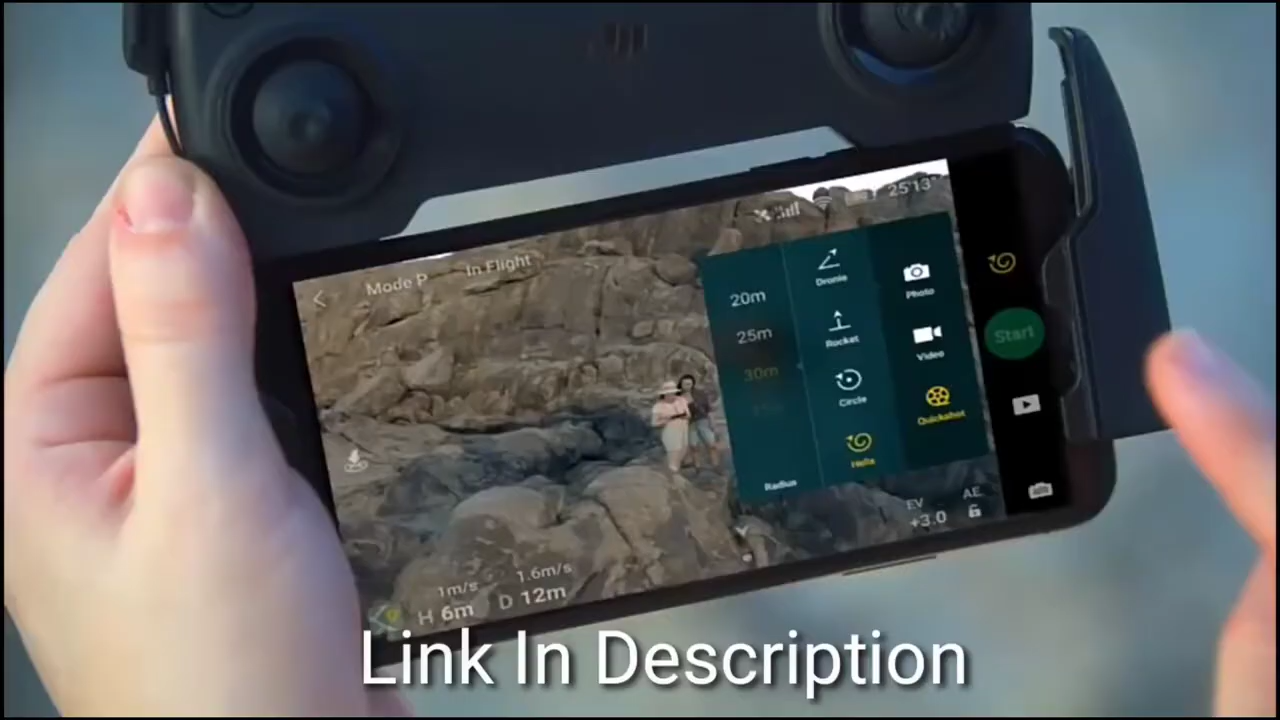 25'13"
Mode P
In Flight
20m
25m
30m
Radius
Dronie
Rocket
Circle
Helix
Photo
Video
Quickshot
Start
EV
+3.0
AE
AUTO
1m/s
1.6m/s
H 6m
D 12m
Link In Description